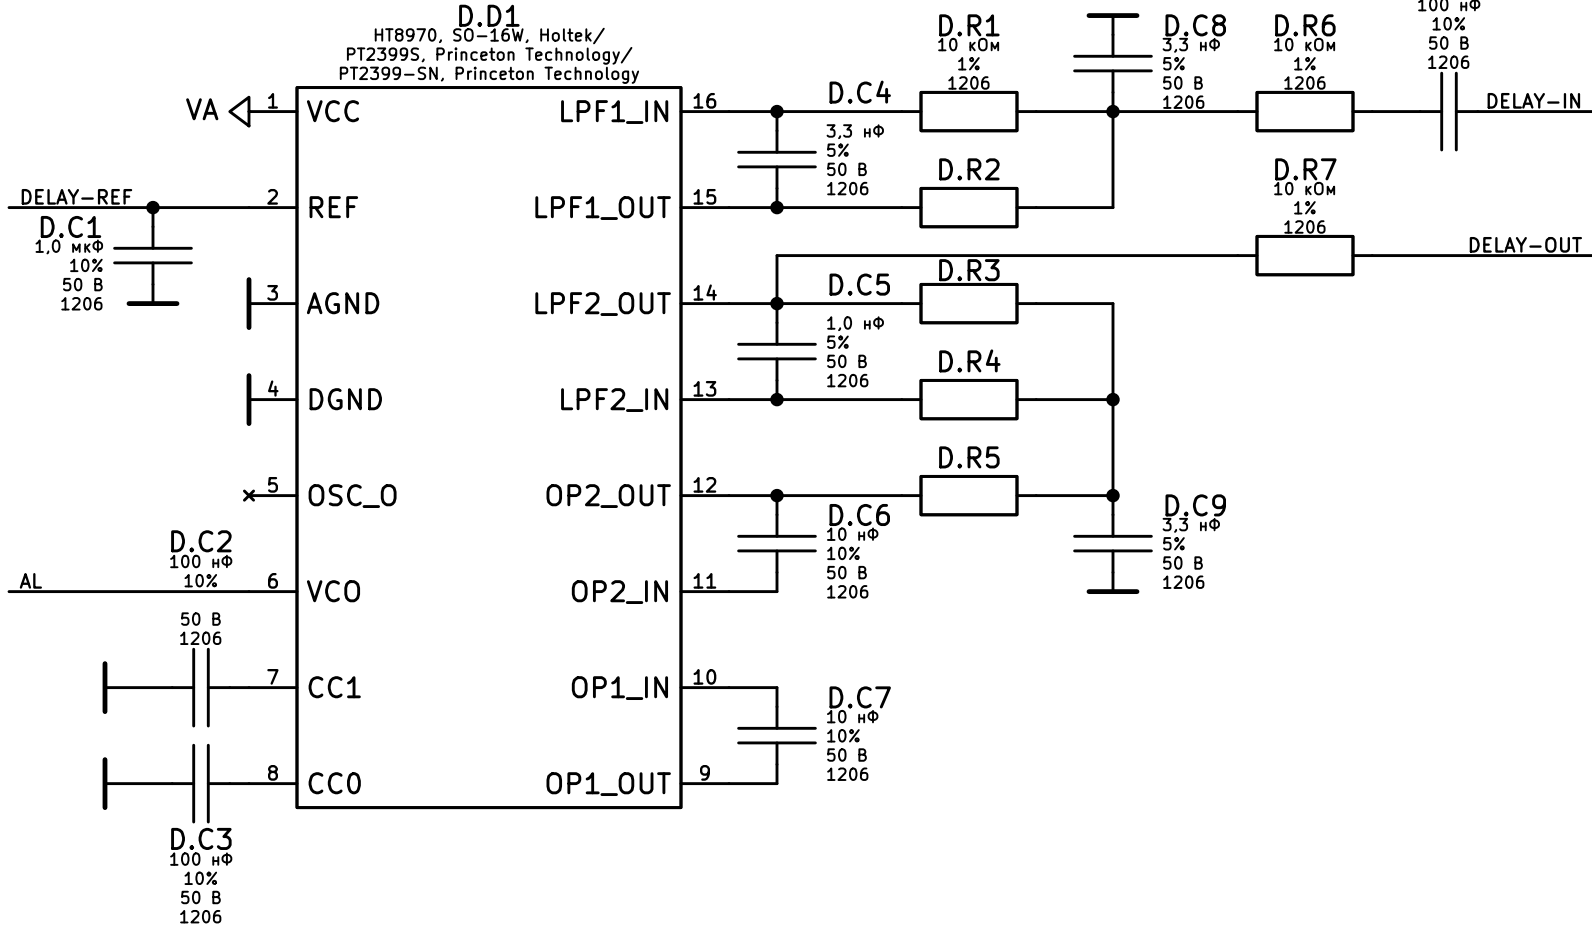 D.D1
HT8970, SO-16W, Holtek/
PT2399S, Princeton Technology/
PT2399-SN, Princeton Technology
VA
1
VCC
DELAY-REF
2
REF
D.C1
1,0 мкФ
10%
50 В
1206
3
AGND
4
DGND
5
OSC_O
D.C2
100 нФ
10%
50 В
1206
AL
6
VCO
7
CC1
8
CC0
D.C3
100 нФ
10%
50 В
1206
LPF1_IN
16
LPF1_OUT
15
LPF2_OUT
14
LPF2_IN
13
OP2_OUT
12
OP2_IN
11
OP1_IN
10
OP1_OUT
9
D.C4
3,3 нФ
5%
50 В
1206
D.C5
1,0 нФ
5%
50 В
1206
D.C6
10 нФ
10%
50 В
1206
D.C7
10 нФ
10%
50 В
1206
D.R1
10 кОм
1%
1206
D.R2
D.R3
D.R4
D.R5
D.C8
3,3 нФ
5%
50 В
1206
D.C9
3,3 нФ
5%
50 В
1206
D.R6
10 кОм
1%
1206
D.R7
10 кОм
1%
1206
100 нФ
10%
50 В
1206
DELAY-IN
DELAY-OUT